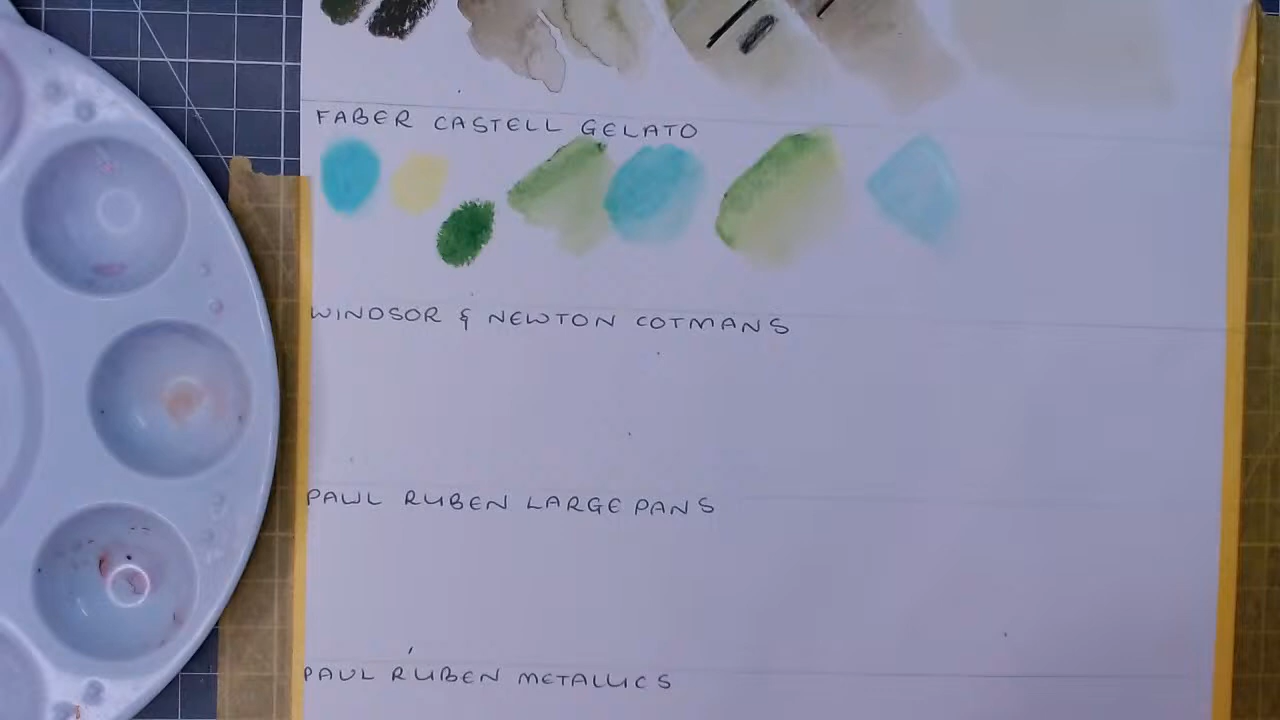 FABER CASTELL GELATO
WINDSOR & NEWTON COTMANS
PAUL RUBEN LARGE PANS
PAUL RUBEN METALLICS